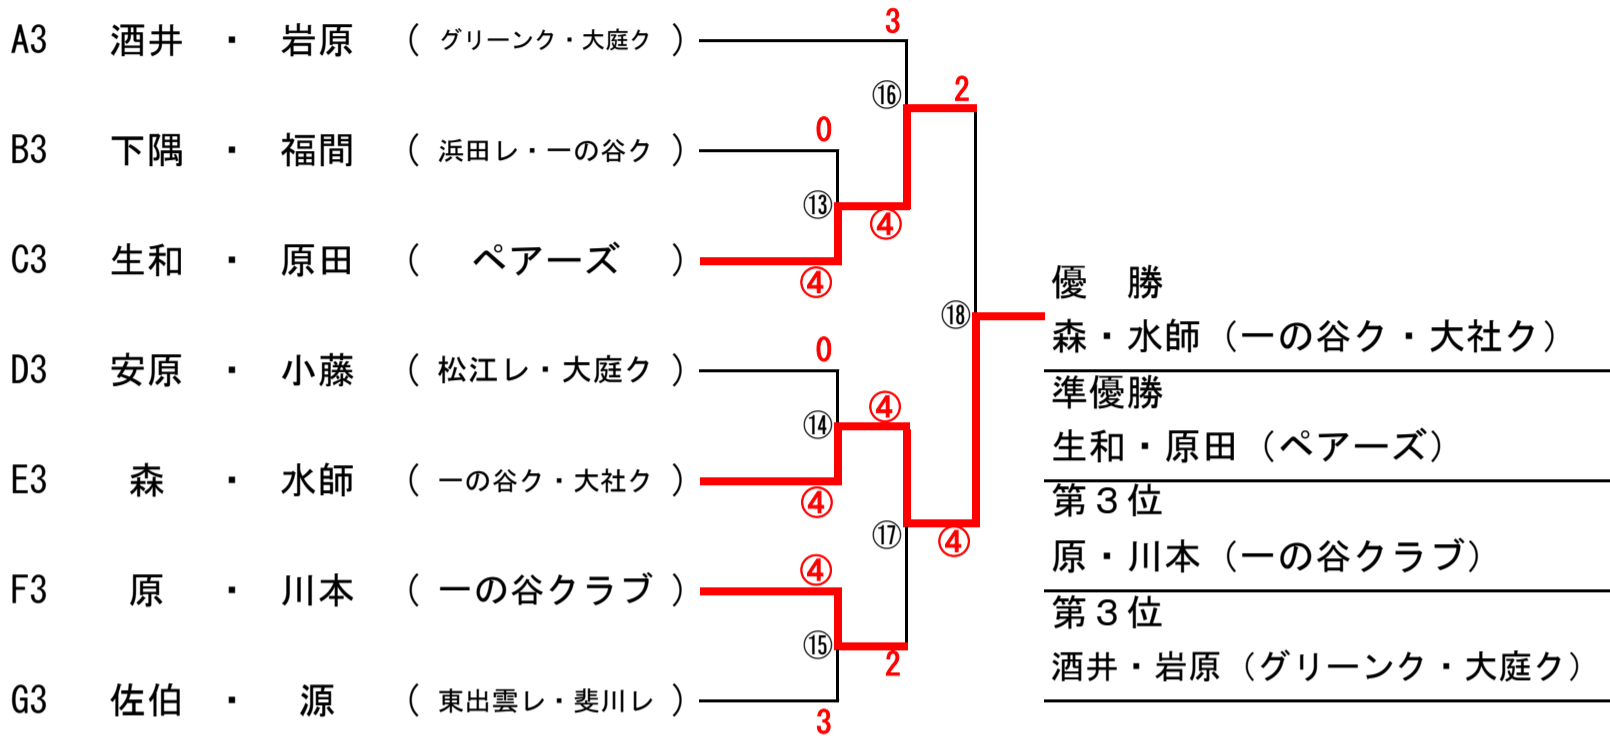 3
A3 酒井 ・ 岩原 ( グリーンク・大庭ク )
⑯ 2
0
B3 下隅 ・ 福間 ( 浜田レ・一の谷ク )
⑬
④
C3 生和 ・ 原田 ( ペアーズ )
④
0
D3 安原 ・ 小藤 ( 松江レ・大庭ク )
④
⑭
E3 森 ・ 水師 ( 一の谷ク・大社ク )
④
⑰
④
④
F3 原 ・ 川本 ( 一の谷クラブ )
⑮
2
G3 佐伯 ・ 源 ( 東出雲レ・斐川レ )
3
⑱
優 勝
森・水師（一の谷ク・大社ク）
準優勝
生和・原田（ペアーズ）
第３位
原・川本（一の谷クラブ）
第３位
酒井・岩原（グリーンク・大庭ク）